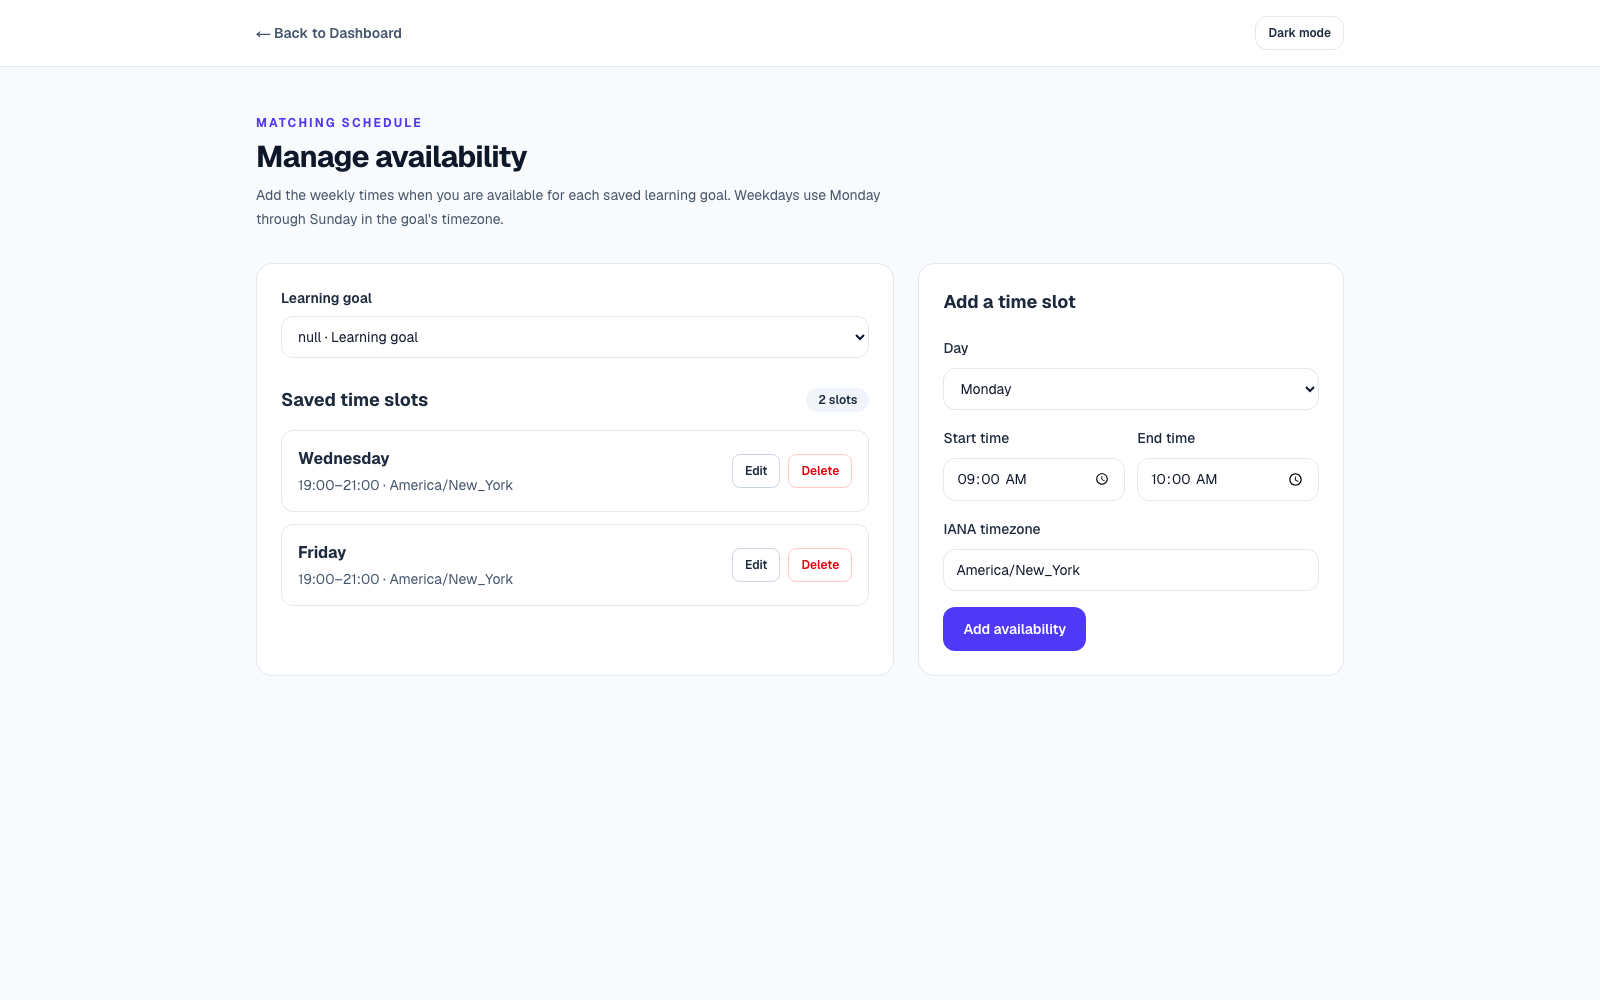 ← Back to Dashboard
Dark mode
MATCHING SCHEDULE
Manage availability
Add the weekly times when you are available for each saved learning goal. Weekdays use Monday
through Sunday in the goal's timezone.
Learning goal
null · Learning goal
Saved time slots
2 slots
Wednesday
19:00–21:00 · America/New_York
Edit
Delete
Friday
19:00–21:00 · America/New_York
Edit
Delete
Add a time slot
Day
Monday
Start time
End time
09:00 AM
10:00 AM
IANA timezone
America/New_York
Add availability